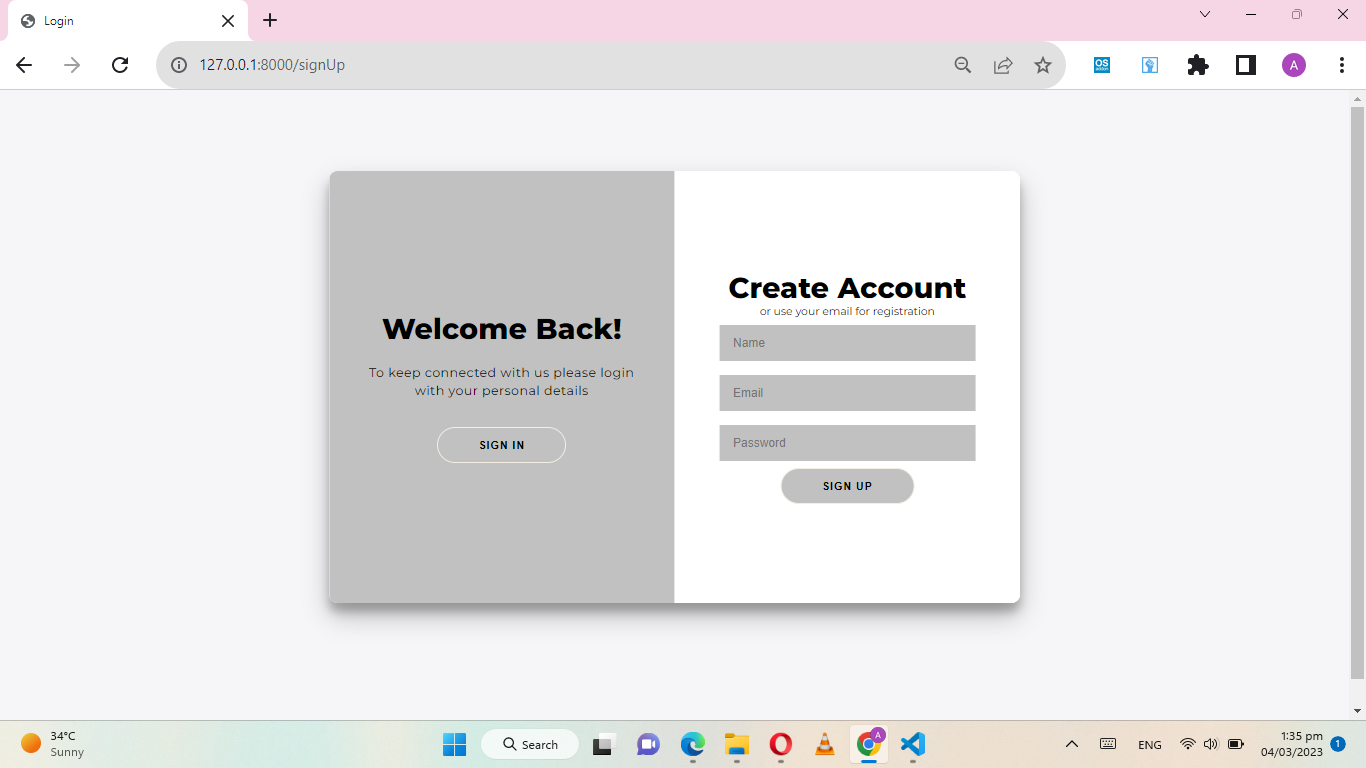 Login
127.0.0.1:8000/signUp
OS
A
Welcome Back!
To keep connected with us please login
with your personal details
SIGN IN
Create Account
or use your email for registration
Name
Email
Password
SIGN UP
34°C
Sunny
Search
A
ENG
1:35 pm
04/03/2023
1